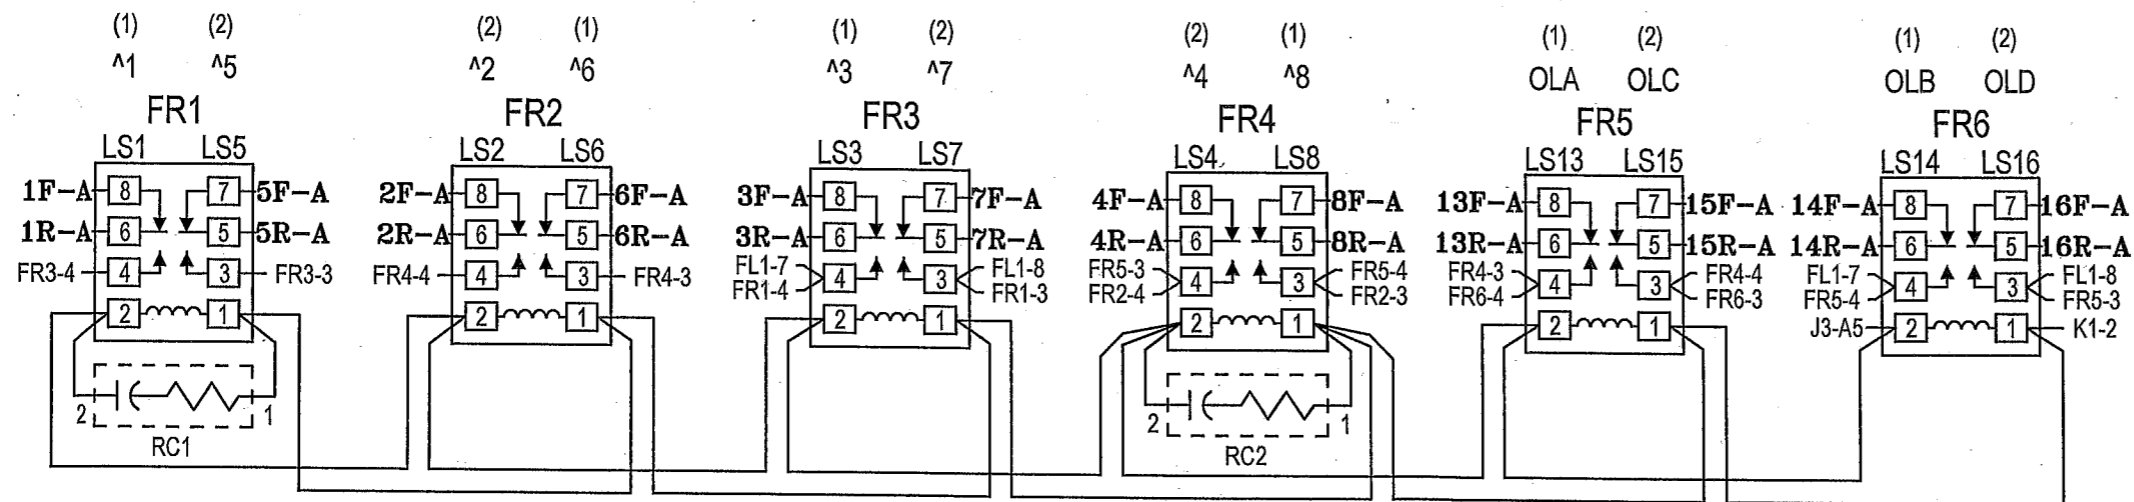 (1) (2) (2) (1) (1) (2) (2) (1) (1) (2) (1) (2)
^1 ^5 ^2 ^6 ^3 ^7 ^4 ^8 OLA OLC OLB OLD
FR1 FR2 FR3 FR4 FR5 FR6
LS1 LS5 LS2 LS6 LS3 LS7 LS4 LS8 LS13 LS15 LS14 LS16
1F-A 8 7 5F-A 2F-A 8 7 6F-A 3F-A 8 7 7F-A 4F-A 8 7 8F-A 13F-A 8 7 15F-A 14F-A 8 7 16F-A
1R-A 6 5 5R-A 2R-A 6 5 6R-A 3R-A 6 5 7R-A 4R-A 6 5 8R-A 13R-A 6 5 15R-A 14R-A 6 5 16R-A
FL1-7 FL1-8 FR5-3 FR5-4 FR4-3 FR4-4 FL1-7 FL1-8
FR3-4 4 3 FR3-3 FR4-4 4 3 FR4-3 4 3 4 3 4 3 4 3
FR1-4 FR1-3 FR2-4 FR2-3 FR6-4 FR6-3 FR5-4 FR5-3
2 1 2 1 2 1 2 1 2 1 J3-A5 2 1 K1-2
2 1 2 1
RC1 RC2